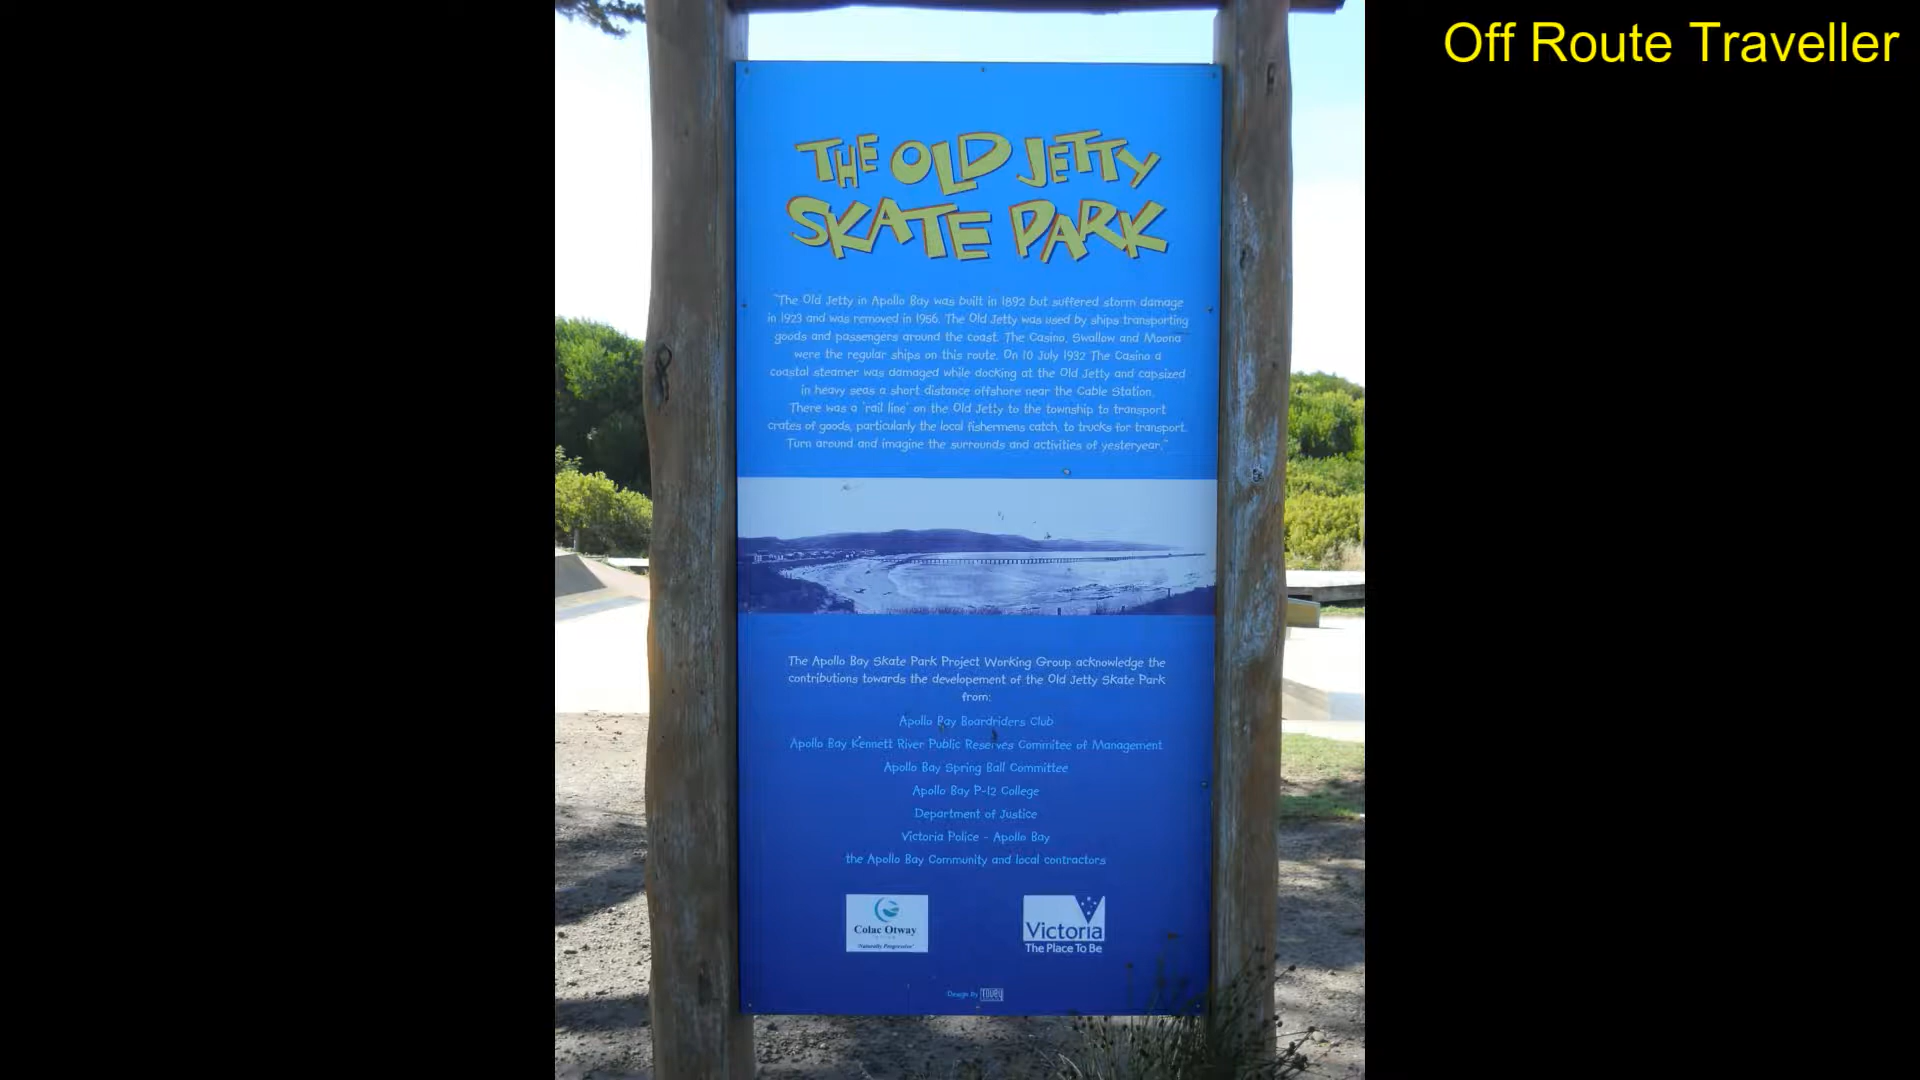 Off Route Traveller
THE OLD JETTY
SKATE PARK
"The Old Jetty in Apollo Bay was built in 1892 but suffered storm damage
in 1923 and was removed in 1956. The Old Jetty was used by ships transporting
goods and passengers around the coast. The Casino, Swallow and Moona
were the regular ships on this route. On 10 July 1932 The Casino a
coastal steamer was damaged while docking at the Old Jetty and capsized
in heavy seas a short distance offshore near the Cable Station.
There was a 'rail line' on the Old Jetty to the township to transport
crates of goods, particularly the local fishermens catch, to trucks for transport.
Turn around and imagine the surrounds and activities of yesteryear."
The Apollo Bay Skate Park Project Working Group acknowledge the
contributions towards the developement of the Old Jetty Skate Park
from:
Apollo Bay Boardriders Club
Apollo Bay Kennett River Public Reserves Commitee of Management
Apollo Bay Spring Ball Committee
Apollo Bay P-12 College
Department of Justice
Victoria Police - Apollo Bay
the Apollo Bay Community and local contractors
Colac Otway
'Naturally Progressive'
Victoria
The Place To Be
Design By